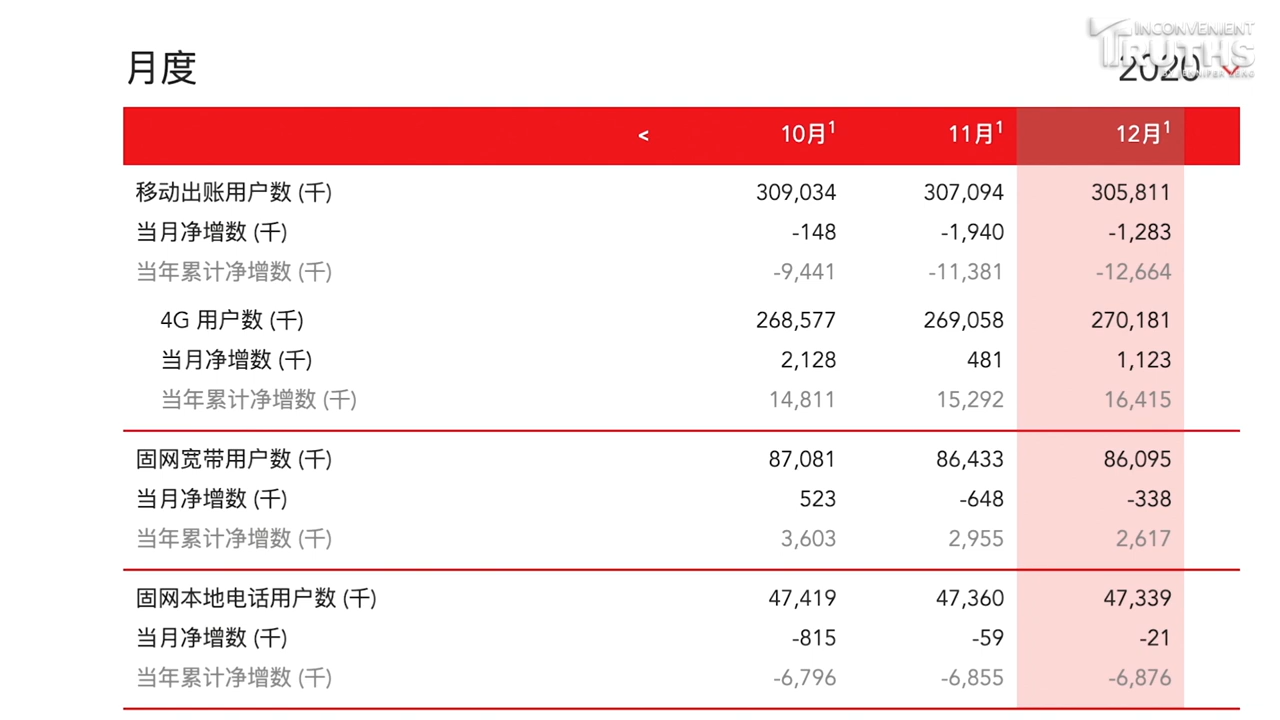 INCONVENIENT
TRUTHS
月度
2020
< 10月1 11月1 12月1
移动出账用户数 (千) 309,034 307,094 305,811
当月净增数 (千) -148 -1,940 -1,283
当年累计净增数 (千) -9,441 -11,381 -12,664
4G 用户数 (千) 268,577 269,058 270,181
当月净增数 (千) 2,128 481 1,123
当年累计净增数 (千) 14,811 15,292 16,415
固网宽带用户数 (千) 87,081 86,433 86,095
当月净增数 (千) 523 -648 -338
当年累计净增数 (千) 3,603 2,955 2,617
固网本地电话用户数 (千) 47,419 47,360 47,339
当月净增数 (千) -815 -59 -21
当年累计净增数 (千) -6,796 -6,855 -6,876